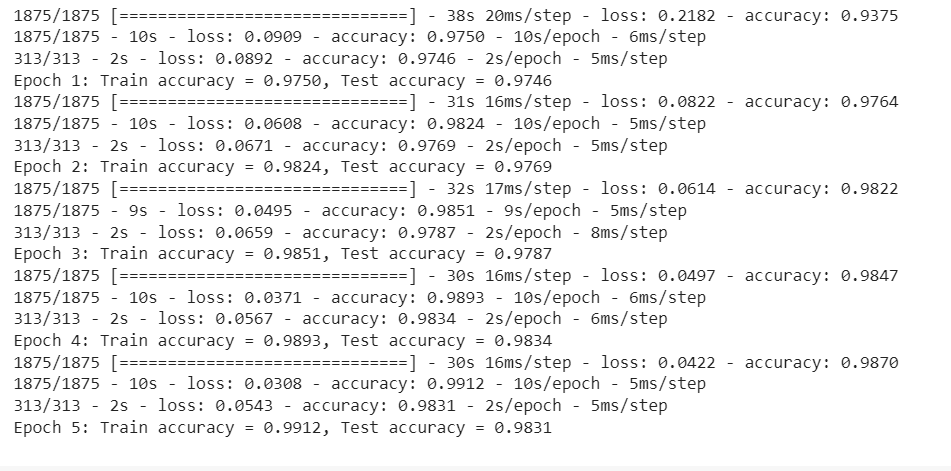 1875/1875 [==============================] - 38s 20ms/step - loss: 0.2182 - accuracy: 0.9375
1875/1875 - 10s - loss: 0.0909 - accuracy: 0.9750 - 10s/epoch - 6ms/step
313/313 - 2s - loss: 0.0892 - accuracy: 0.9746 - 2s/epoch - 5ms/step
Epoch 1: Train accuracy = 0.9750, Test accuracy = 0.9746
1875/1875 [==============================] - 31s 16ms/step - loss: 0.0822 - accuracy: 0.9764
1875/1875 - 10s - loss: 0.0608 - accuracy: 0.9824 - 10s/epoch - 5ms/step
313/313 - 2s - loss: 0.0671 - accuracy: 0.9769 - 2s/epoch - 5ms/step
Epoch 2: Train accuracy = 0.9824, Test accuracy = 0.9769
1875/1875 [==============================] - 32s 17ms/step - loss: 0.0614 - accuracy: 0.9822
1875/1875 - 9s - loss: 0.0495 - accuracy: 0.9851 - 9s/epoch - 5ms/step
313/313 - 2s - loss: 0.0659 - accuracy: 0.9787 - 2s/epoch - 8ms/step
Epoch 3: Train accuracy = 0.9851, Test accuracy = 0.9787
1875/1875 [==============================] - 30s 16ms/step - loss: 0.0497 - accuracy: 0.9847
1875/1875 - 10s - loss: 0.0371 - accuracy: 0.9893 - 10s/epoch - 6ms/step
313/313 - 2s - loss: 0.0567 - accuracy: 0.9834 - 2s/epoch - 6ms/step
Epoch 4: Train accuracy = 0.9893, Test accuracy = 0.9834
1875/1875 [==============================] - 30s 16ms/step - loss: 0.0422 - accuracy: 0.9870
1875/1875 - 10s - loss: 0.0308 - accuracy: 0.9912 - 10s/epoch - 5ms/step
313/313 - 2s - loss: 0.0543 - accuracy: 0.9831 - 2s/epoch - 5ms/step
Epoch 5: Train accuracy = 0.9912, Test accuracy = 0.9831